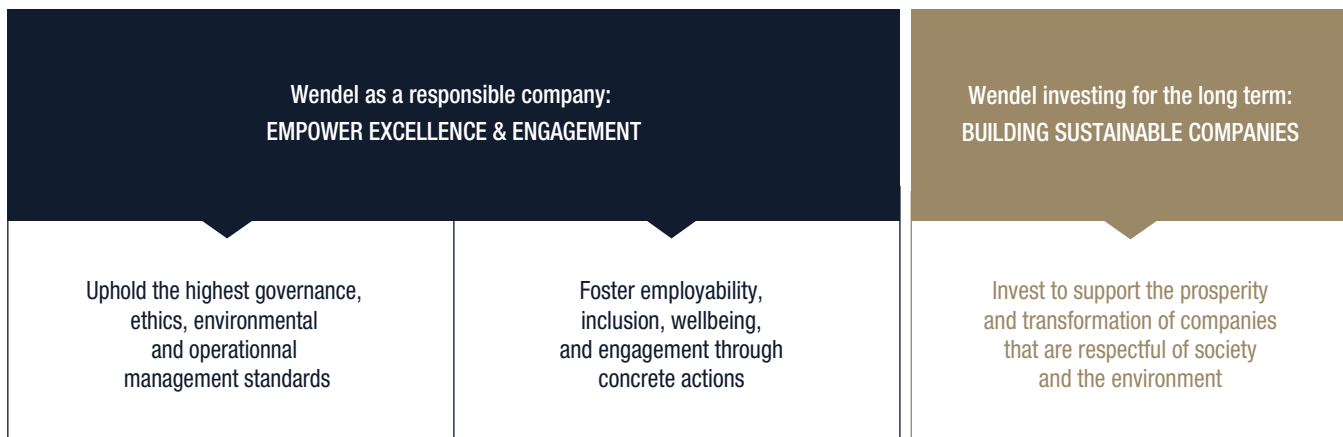 Wendel as a responsible company:
EMPOWER EXCELLENCE & ENGAGEMENT
Wendel investing for the long term:
BUILDING SUSTAINABLE COMPANIES
Uphold the highest governance,
ethics, environmental
and operationnal
management standards
Foster employability,
inclusion, wellbeing,
and engagement through
concrete actions
Invest to support the prosperity
and transformation of companies
that are respectful of society
and the environment